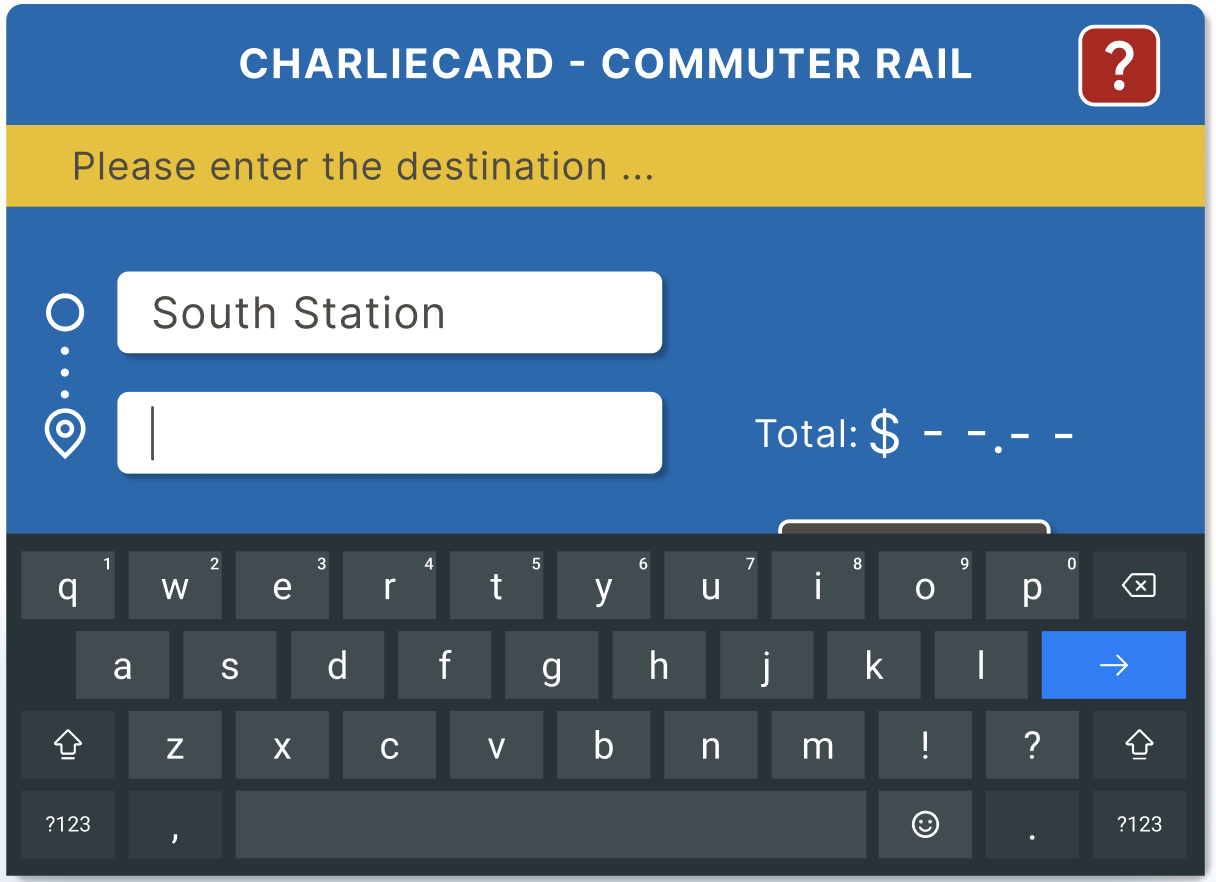 CHARLIECARD - COMMUTER RAIL ?
Please enter the destination ...
South Station
Total: $ - -.- -
1 2 3 4 5 6 7 8 9 0
q w e r t y u i o p
a s d f g h j k l
z x c v b n m ! ?
?123 , . ?123